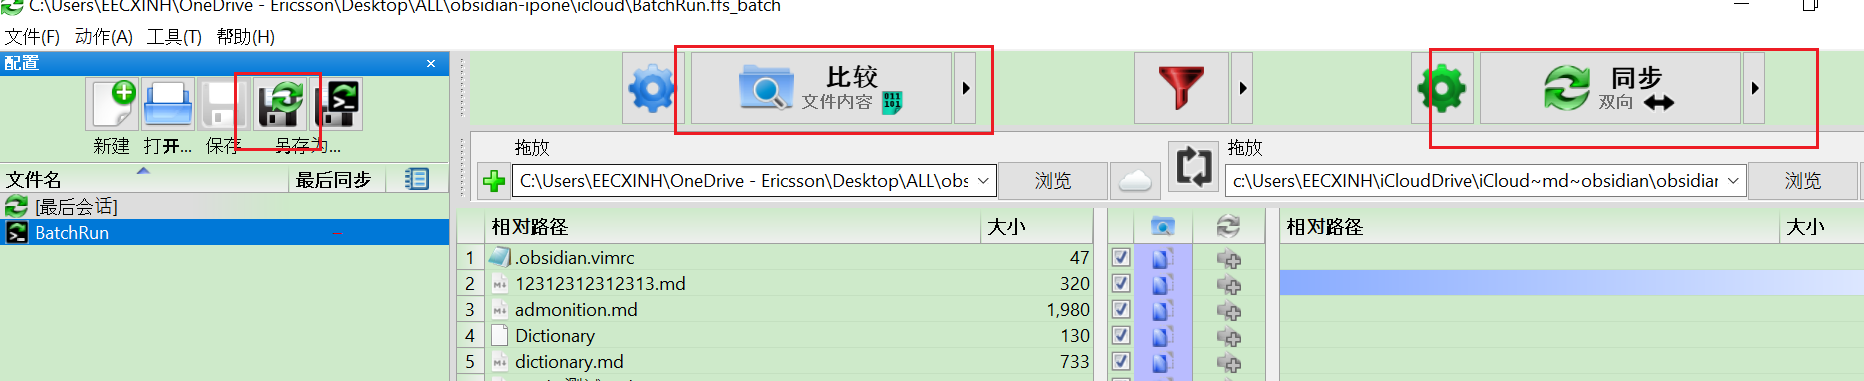 C:\Users\EECXINH\OneDrive - Ericsson\Desktop\ALL\obsidian-ipone\icloud\BatchRun.ffs_batch
文件(F) 动作(A) 工具(T) 帮助(H)
配置 ×
新建 打开... 保存 另存为...
比较
文件内容
011
101
同步
双向
拖放
拖放
C:\Users\EECXINH\OneDrive - Ericsson\Desktop\ALL\obs
浏览
c:\Users\EECXINH\iCloudDrive\iCloud~md~obsidian\obsidian
浏览
文件名 最后同步
[最后会话]
BatchRun
相对路径 大小 相对路径 大小
1 .obsidian.vimrc 47
2 12312312312313.md 320
3 admonition.md 1,980
4 Dictionary 130
5 dictionary.md 733